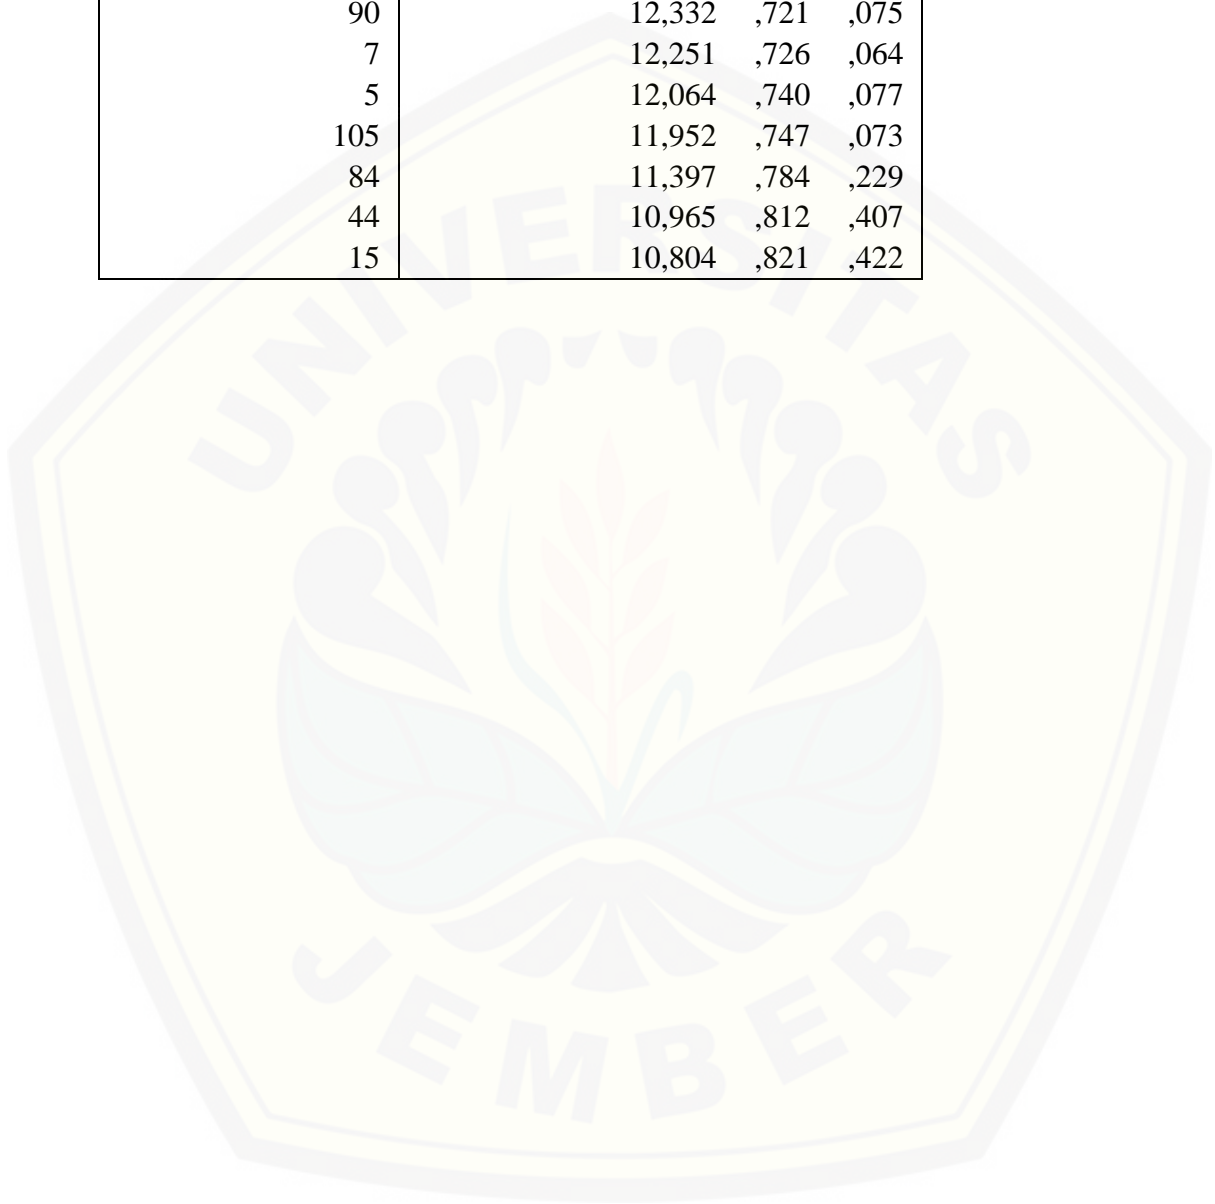 90 12,332 ,721 ,075
7 12,251 ,726 ,064
5 12,064 ,740 ,077
105 11,952 ,747 ,073
84 11,397 ,784 ,229
44 10,965 ,812 ,407
15 10,804 ,821 ,422
UNIVERSITAS
JEMBER